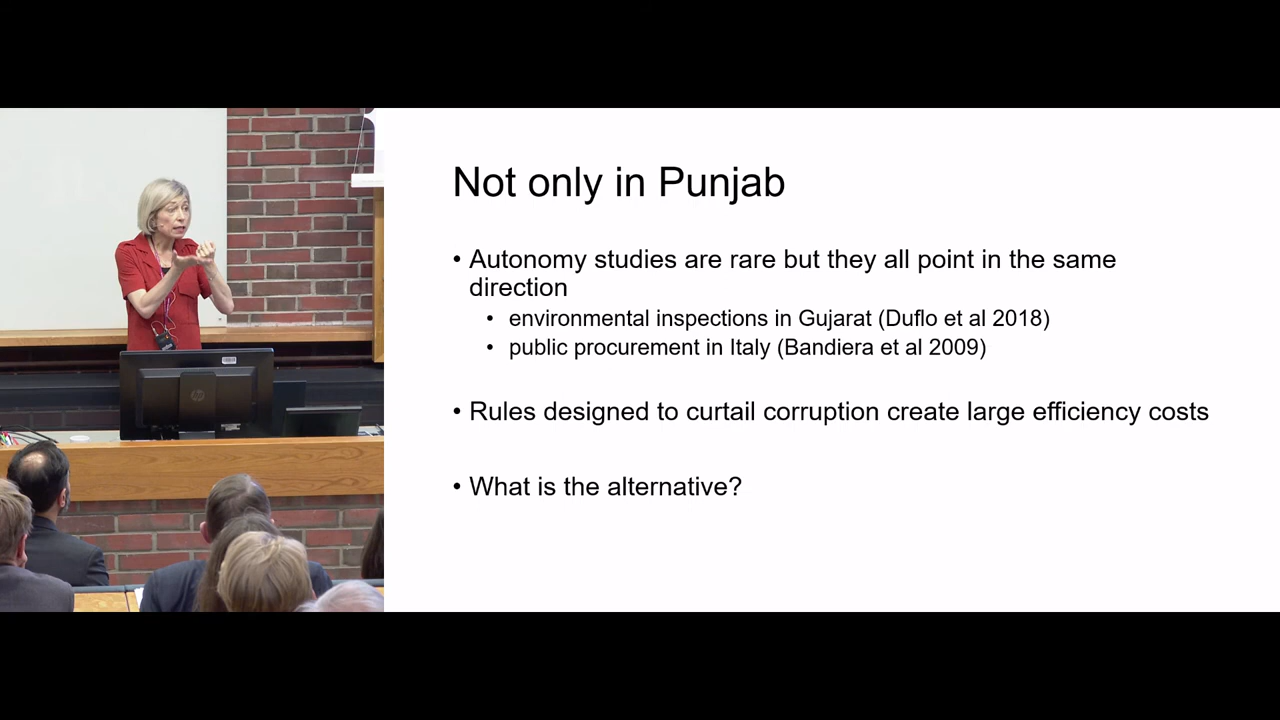 Not only in Punjab
• Autonomy studies are rare but they all point in the same
direction
• environmental inspections in Gujarat (Duflo et al 2018)
• public procurement in Italy (Bandiera et al 2009)
• Rules designed to curtail corruption create large efficiency costs
• What is the alternative?